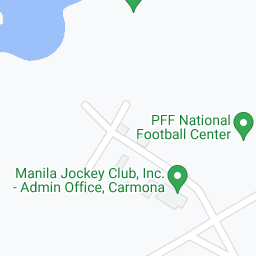 PFF National
Football Center
Manila Jockey Club, Inc.
- Admin Office, Carmona